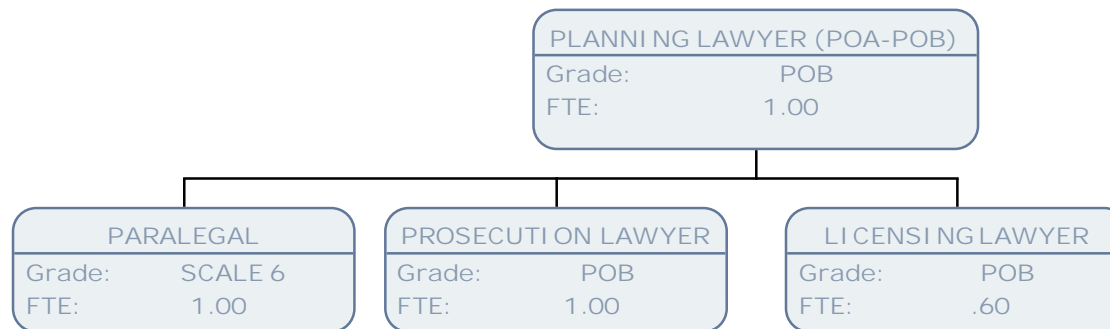 PLANNING LAWYER (POA-POB)
Grade: POB
FTE: 1.00
PARALEGAL
Grade: SCALE 6
FTE: 1.00
PROSECUTION LAWYER
Grade: POB
FTE: 1.00
LICENSING LAWYER
Grade: POB
FTE: .60